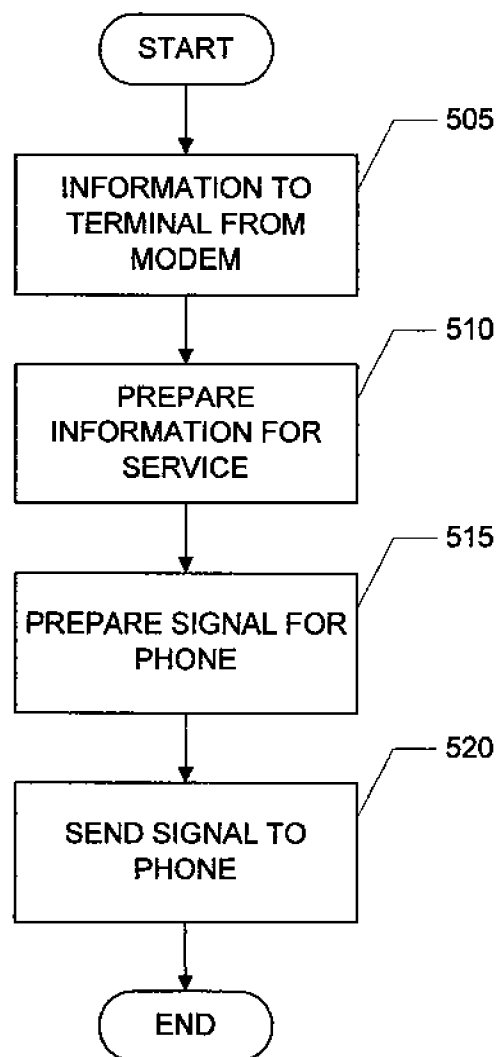 START
505
INFORMATION TO
TERMINAL FROM
MODEM
510
PREPARE
INFORMATION FOR
SERVICE
515
PREPARE SIGNAL FOR
PHONE
520
SEND SIGNAL TO
PHONE
END